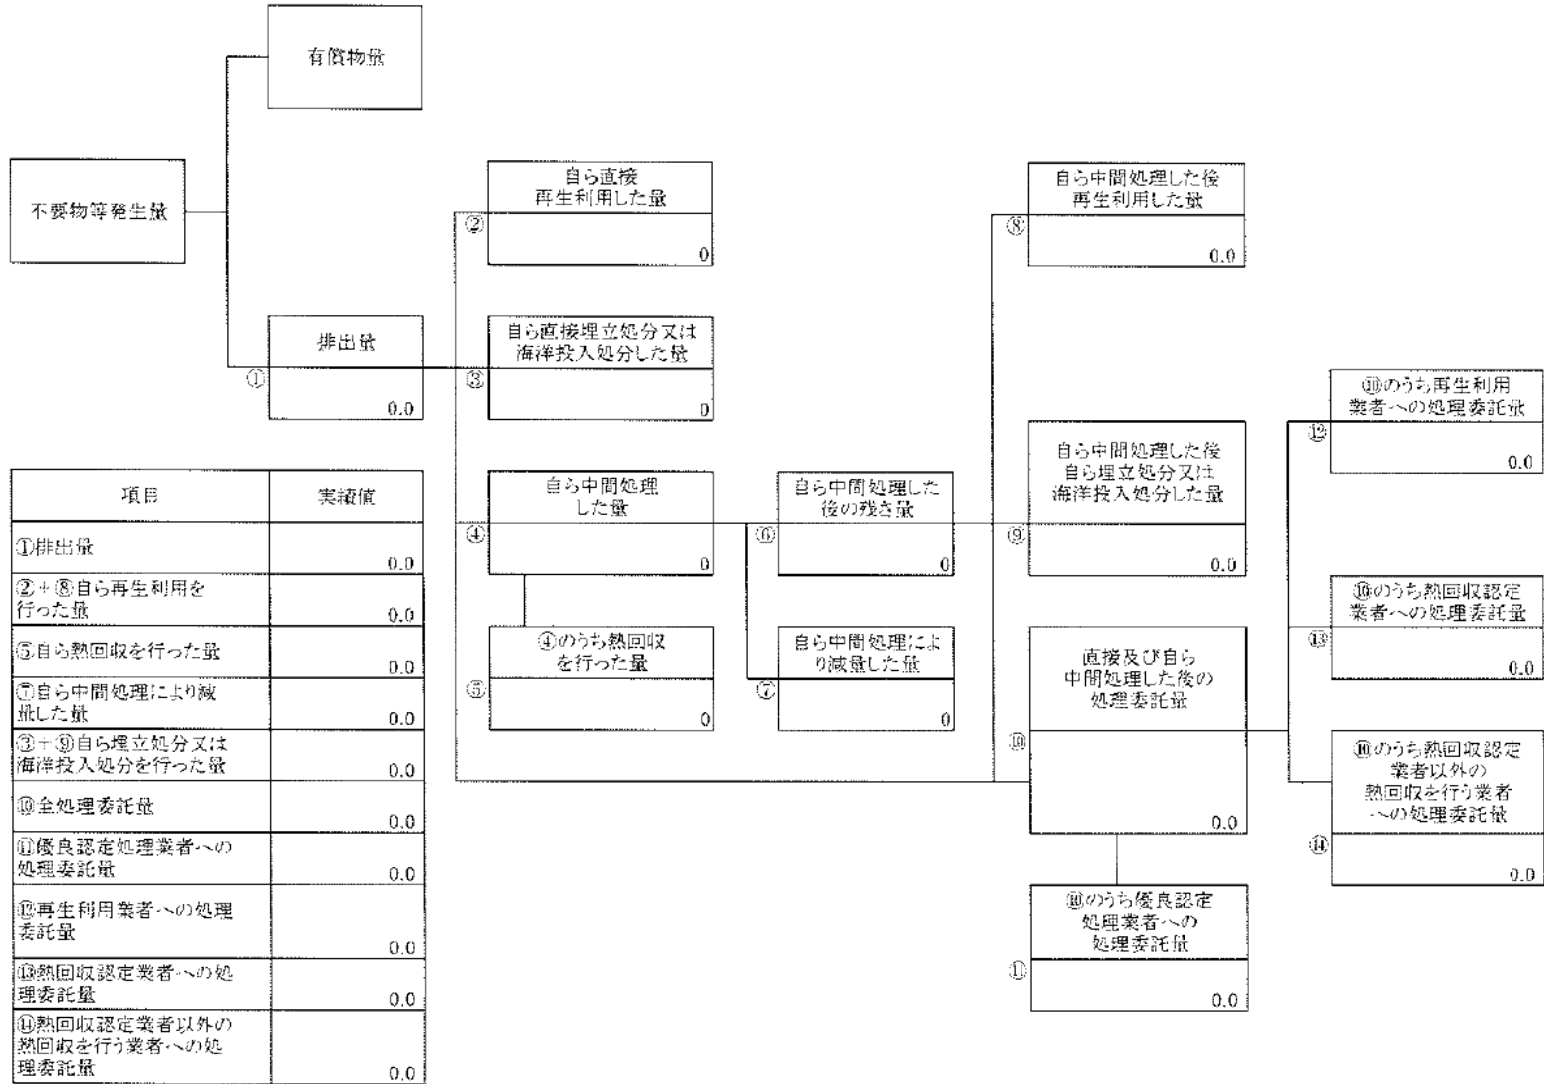 有償物量
不要物等発生量
排出量
①
0.0
自ら直接
再生利用した量
②
0
自ら直接埋立処分又は
海洋投入処分した量
③
0
自ら中間処理
した量
④
0
④のうち熱回収
を行った量
⑤
0
自ら中間処理した
後の残さ量
⑥
0
自ら中間処理によ
り減量した量
⑦
0
自ら中間処理した後
再生利用した量
⑧
0.0
自ら中間処理した後
自ら埋立処分又は
海洋投入処分した量
⑨
0.0
直接及び自ら
中間処理した後の
処理委託量
⑩
0.0
⑩のうち優良認定
処理業者への
処理委託量
⑪
0.0
⑩のうち再生利用
業者への処理委託量
⑫
0.0
⑩のうち熱回収認定
業者への処理委託量
⑬
0.0
⑩のうち熱回収認定
業者以外の
熱回収を行う業者
への処理委託量
⑭
0.0
項目 実績値
①排出量
0.0
②+⑧自ら再生利用を
行った量
0.0
⑤自ら熱回収を行った量
0.0
⑦自ら中間処理により減
量した量
0.0
③+⑨自ら埋立処分又は
海洋投入処分を行った量
0.0
⑩全処理委託量
0.0
⑪優良認定処理業者への
処理委託量
0.0
⑫再生利用業者への処理
委託量
0.0
⑬熱回収認定業者への処
理委託量
0.0
⑭熱回収認定業者以外の
熱回収を行う業者への処
理委託量
0.0